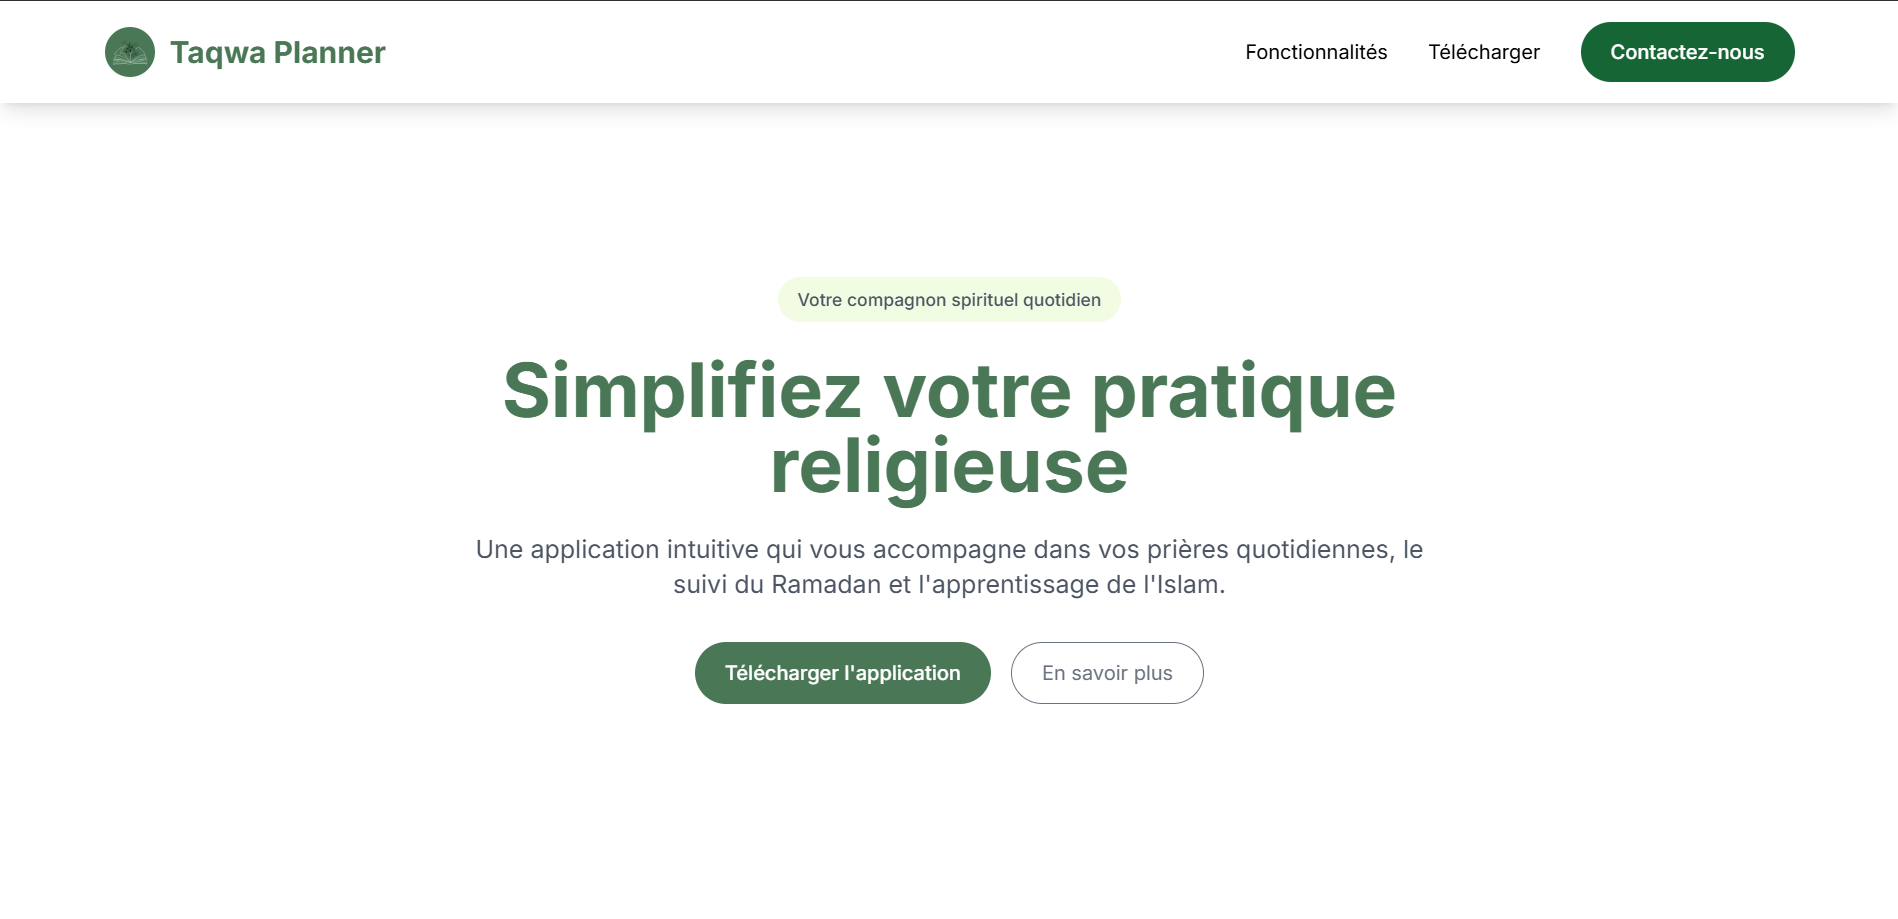 Taqwa Planner
Fonctionnalités
Télécharger
Contactez-nous
Votre compagnon spirituel quotidien
Simplifiez votre pratique
religieuse
Une application intuitive qui vous accompagne dans vos prières quotidiennes, le
suivi du Ramadan et l'apprentissage de l'Islam.
Télécharger l'application
En savoir plus